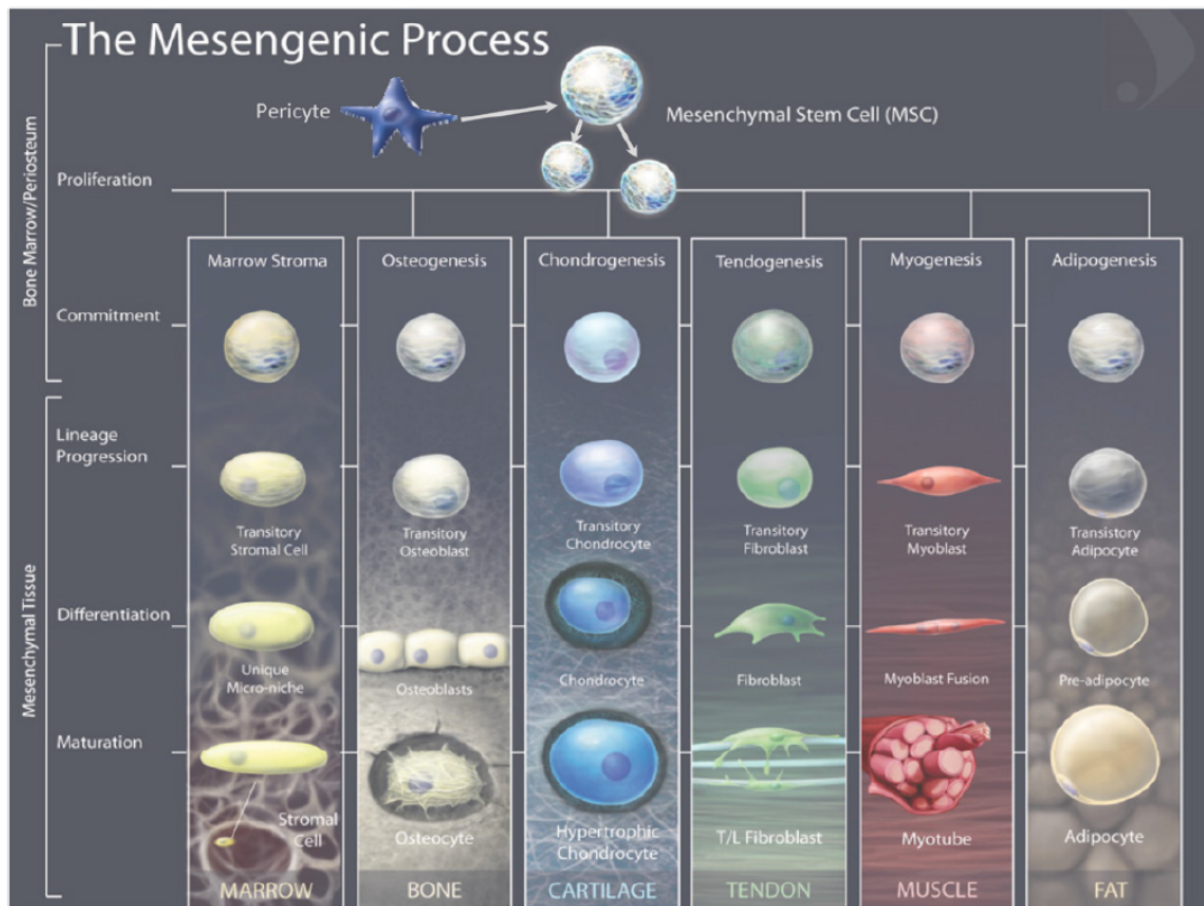 The Mesengenic Process
Pericyte
Mesenchymal Stem Cell (MSC)
Bone Marrow/Periosteum
Proliferation
Marrow Stroma
Osteogenesis
Chondrogenesis
Tendogenesis
Myogenesis
Adipogenesis
Commitment
Mesenchymal Tissue
Lineage
Progression
Transitory
Stromal Cell
Transitory
Osteoblast
Transitory
Chondrocyte
Transitory
Fibroblast
Transitory
Myoblast
Transistory
Adipocyte
Differentiation
Unique
Micro-niche
Osteoblasts
Chondrocyte
Fibroblast
Myoblast Fusion
Pre-adipocyte
Maturation
Stromal
Cell
Osteocyte
Hypertrophic
Chondrocyte
T/L Fibroblast
Myotube
Adipocyte
MARROW
BONE
CARTILAGE
TENDON
MUSCLE
FAT